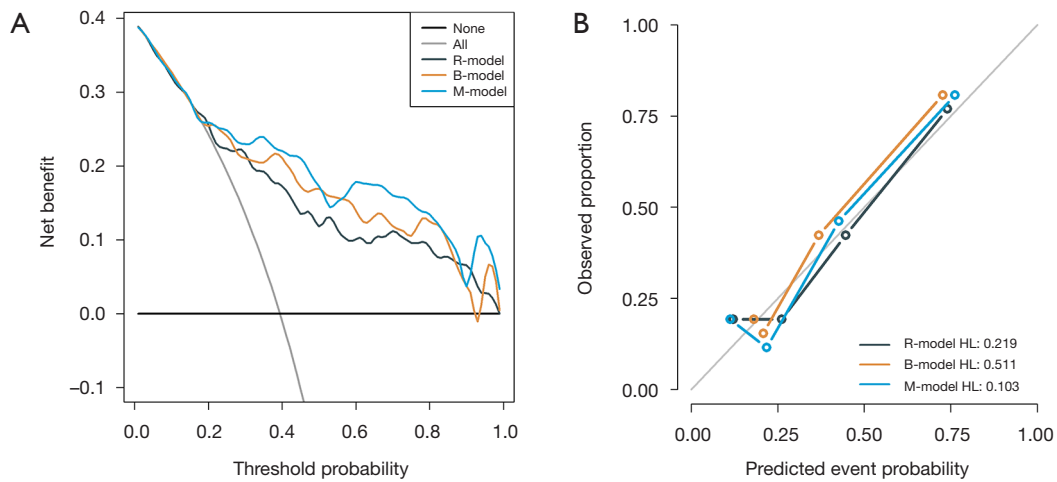 A
0.4
0.3
0.2
0.1
0.0
–0.1
Net benefit
0.0 0.2 0.4 0.6 0.8 1.0
Threshold probability
None
All
R-model
B-model
M-model
B
1.00
0.75
0.50
0.25
0.00
Observed proportion
0.00 0.25 0.50 0.75 1.00
Predicted event probability
R-model HL: 0.219
B-model HL: 0.511
M-model HL: 0.103